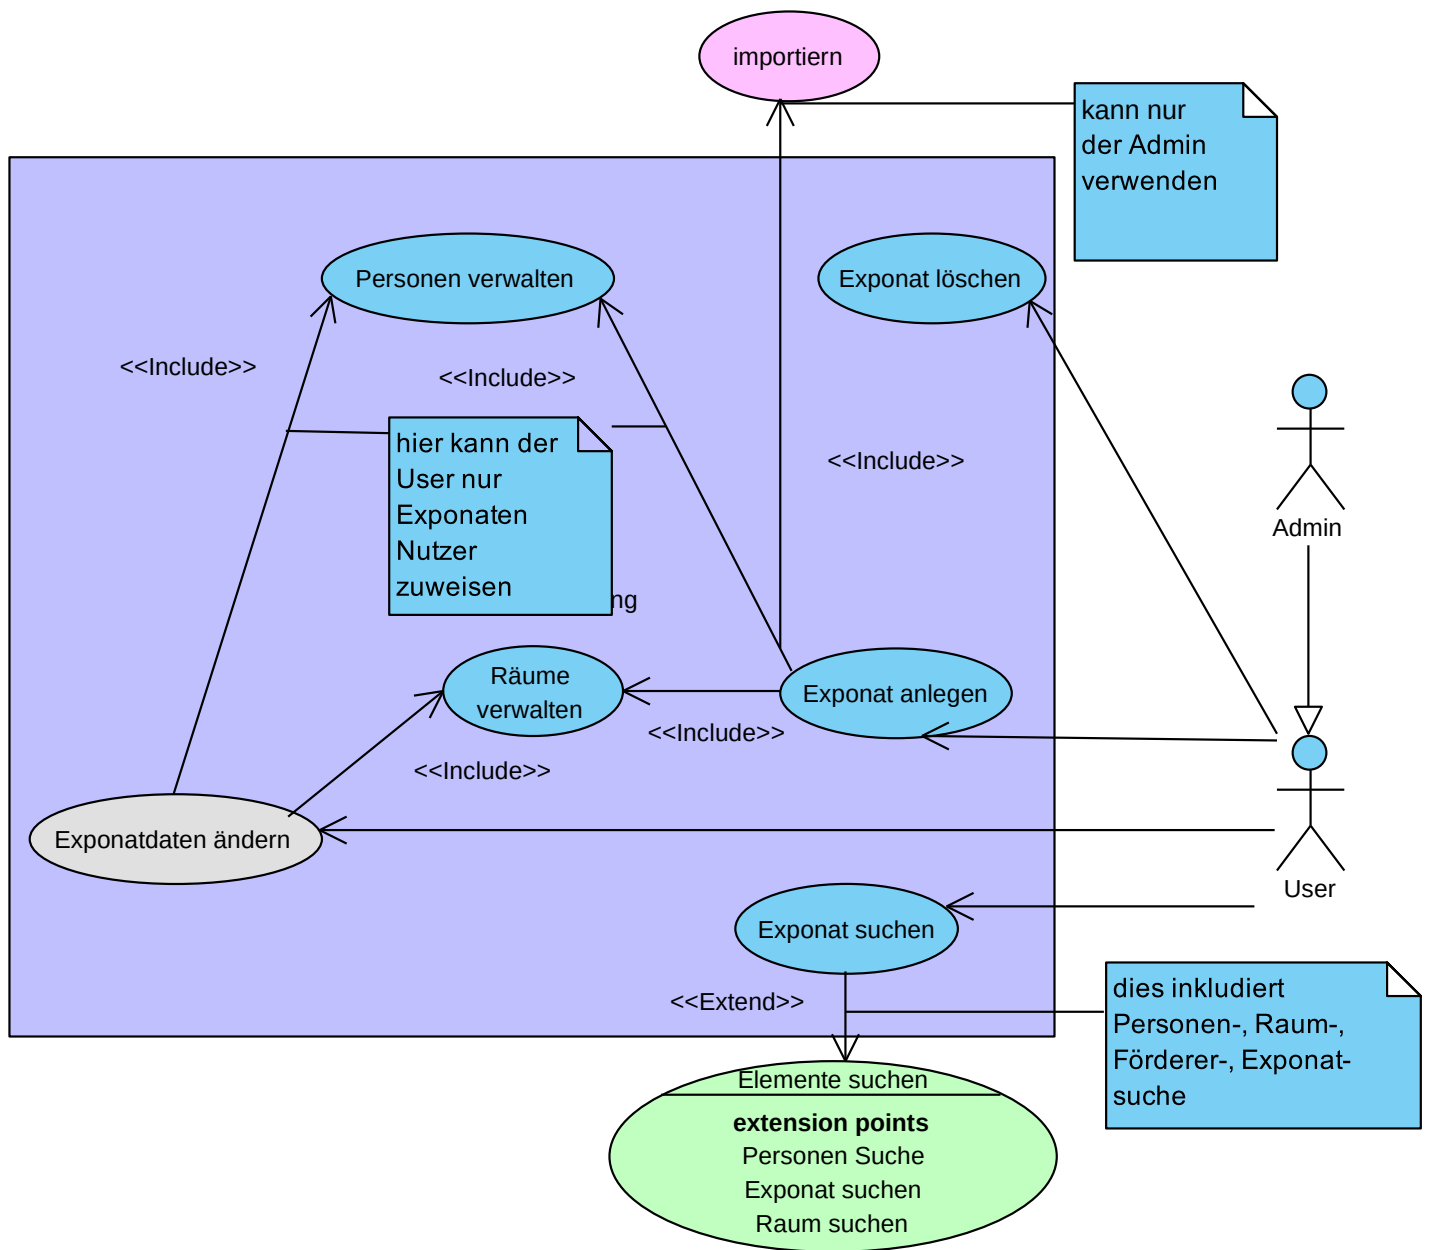 importiern
kann nur
der Admin
verwenden
Personen verwalten
Exponat löschen
<<Include>>
<<Include>>
hier kann der
User nur
Exponaten
Nutzer
zuweisen
<<Include>>
Admin
Räume
verwalten
Exponat anlegen
<<Include>>
<<Include>>
Exponatdaten ändern
User
Exponat suchen
<<Extend>>
dies inkludiert
Personen-, Raum-,
Förderer-, Exponat-
suche
Elemente suchen
extension points
Personen Suche
Exponat suchen
Raum suchen